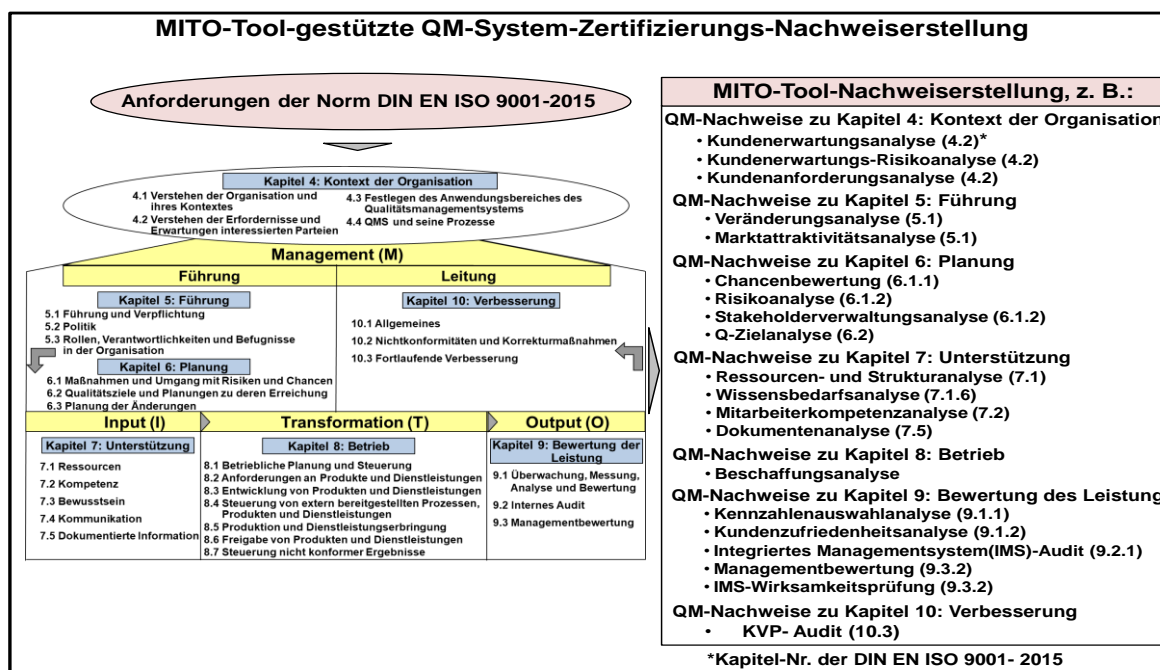 MITO-Tool-gestützte QM-System-Zertifizierungs-Nachweiserstellung
Anforderungen der Norm DIN EN ISO 9001-2015
Kapitel 4: Kontext der Organisation
4.1 Verstehen der Organisation und
ihres Kontextes
4.2 Verstehen der Erfordernisse und
Erwartungen interessierten Parteien
4.3 Festlegen des Anwendungsbereiches des
Qualitätsmanagementsystems
4.4 QMS und seine Prozesse
Management (M)
Führung
Leitung
Kapitel 5: Führung
5.1 Führung und Verpflichtung
5.2 Politik
5.3 Rollen, Verantwortlichkeiten und Befugnisse
in der Organisation
Kapitel 6: Planung
6.1 Maßnahmen und Umgang mit Risiken und Chancen
6.2 Qualitätsziele und Planungen zu deren Erreichung
6.3 Planung der Änderungen
Kapitel 10: Verbesserung
10.1 Allgemeines
10.2 Nichtkonformitäten und Korrekturmaßnahmen
10.3 Fortlaufende Verbesserung
Input (I)
Transformation (T)
Output (O)
Kapitel 7: Unterstützung
7.1 Ressourcen
7.2 Kompetenz
7.3 Bewusstsein
7.4 Kommunikation
7.5 Dokumentierte Information
Kapitel 8: Betrieb
8.1 Betriebliche Planung und Steuerung
8.2 Anforderungen an Produkte und Dienstleistungen
8.3 Entwicklung von Produkten und Dienstleistungen
8.4 Steuerung von extern bereitgestellten Prozessen,
Produkten und Dienstleistungen
8.5 Produktion und Dienstleistungserbringung
8.6 Freigabe von Produkten und Dienstleistungen
8.7 Steuerung nicht konformer Ergebnisse
Kapitel 9: Bewertung der
Leistung
9.1 Überwachung, Messung,
Analyse und Bewertung
9.2 Internes Audit
9.3 Managementbewertung
MITO-Tool-Nachweiserstellung, z. B.:
QM-Nachweise zu Kapitel 4: Kontext der Organisation
• Kundenerwartungsanalyse (4.2)*
• Kundenerwartungs-Risikoanalyse (4.2)
• Kundenanforderungsanalyse (4.2)
QM-Nachweise zu Kapitel 5: Führung
• Veränderungsanalyse (5.1)
• Marktattraktivitätsanalyse (5.1)
QM-Nachweise zu Kapitel 6: Planung
• Chancenbewertung (6.1.1)
• Risikoanalyse (6.1.2)
• Stakeholderverwaltungsanalyse (6.1.2)
• Q-Zielanalyse (6.2)
QM-Nachweise zu Kapitel 7: Unterstützung
• Ressourcen- und Strukturanalyse (7.1)
• Wissensbedarfsanalyse (7.1.6)
• Mitarbeiterkompetenzanalyse (7.2)
• Dokumentenanalyse (7.5)
QM-Nachweise zu Kapitel 8: Betrieb
• Beschaffungsanalyse
QM-Nachweise zu Kapitel 9: Bewertung des Leistung
• Kennzahlenauswahlanalyse (9.1.1)
• Kundenzufriedenheitsanalyse (9.1.2)
• Integriertes Managementsystem(IMS)-Audit (9.2.1)
• Managementbewertung (9.3.2)
• IMS-Wirksamkeitsprüfung (9.3.2)
QM-Nachweise zu Kapitel 10: Verbesserung
• KVP- Audit (10.3)
*Kapitel-Nr. der DIN EN ISO 9001- 2015